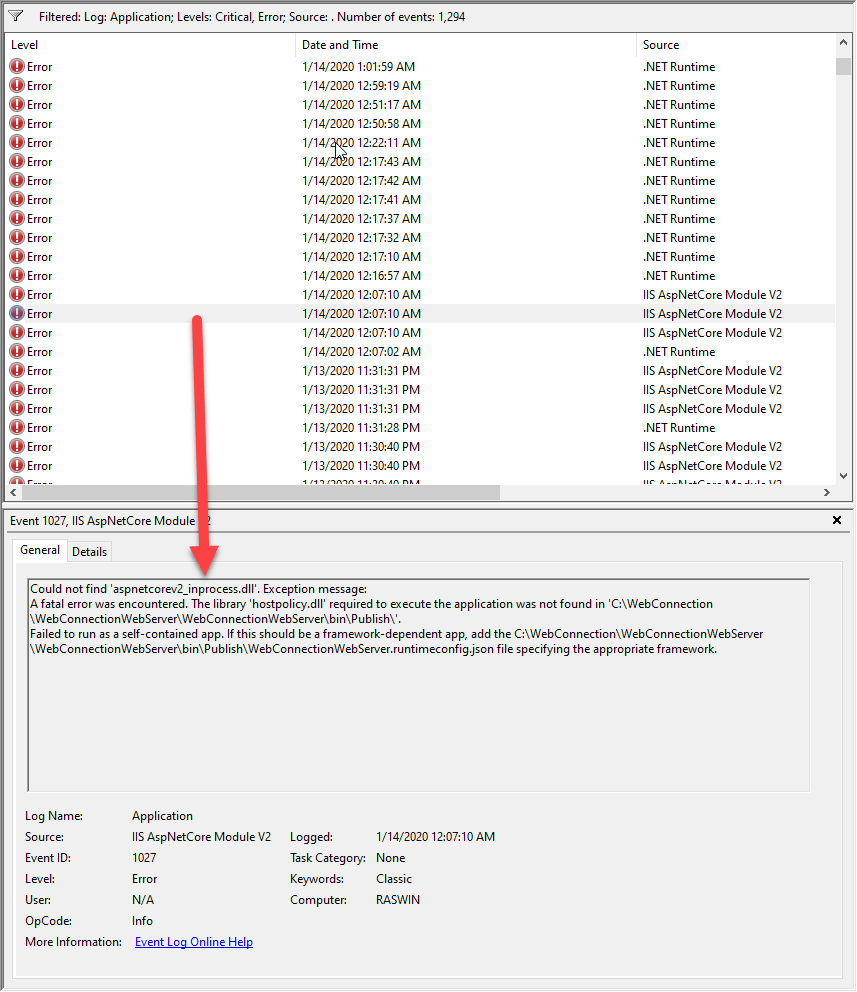 Filtered: Log: Application; Levels: Critical, Error; Source: . Number of events: 1,294
Level Date and Time Source
Error 1/14/2020 1:01:59 AM .NET Runtime
Error 1/14/2020 12:59:19 AM .NET Runtime
Error 1/14/2020 12:51:17 AM .NET Runtime
Error 1/14/2020 12:50:58 AM .NET Runtime
Error 1/14/2020 12:22:11 AM .NET Runtime
Error 1/14/2020 12:17:43 AM .NET Runtime
Error 1/14/2020 12:17:42 AM .NET Runtime
Error 1/14/2020 12:17:41 AM .NET Runtime
Error 1/14/2020 12:17:37 AM .NET Runtime
Error 1/14/2020 12:17:32 AM .NET Runtime
Error 1/14/2020 12:17:10 AM .NET Runtime
Error 1/14/2020 12:16:57 AM .NET Runtime
Error 1/14/2020 12:07:10 AM IIS AspNetCore Module V2
Error 1/14/2020 12:07:10 AM IIS AspNetCore Module V2
Error 1/14/2020 12:07:10 AM IIS AspNetCore Module V2
Error 1/14/2020 12:07:02 AM .NET Runtime
Error 1/13/2020 11:31:31 PM IIS AspNetCore Module V2
Error 1/13/2020 11:31:31 PM IIS AspNetCore Module V2
Error 1/13/2020 11:31:31 PM IIS AspNetCore Module V2
Error 1/13/2020 11:31:28 PM .NET Runtime
Error 1/13/2020 11:30:40 PM IIS AspNetCore Module V2
Error 1/13/2020 11:30:40 PM IIS AspNetCore Module V2
Error 1/13/2020 11:30:40 PM IIS AspNetCore Module V2
Event 1027, IIS AspNetCore Module 2
General Details
Could not find 'aspnetcorev2_inprocess.dll'. Exception message:
A fatal error was encountered. The library 'hostpolicy.dll' required to execute the application was not found in 'C:\WebConnection
\WebConnectionWebServer\WebConnectionWebServer\bin\Publish\'.
Failed to run as a self-contained app. If this should be a framework-dependent app, add the C:\WebConnection\WebConnectionWebServer
\WebConnectionWebServer\bin\Publish\WebConnectionWebServer.runtimeconfig.json file specifying the appropriate framework.
Log Name: Application
Source: IIS AspNetCore Module V2 Logged: 1/14/2020 12:07:10 AM
Event ID: 1027 Task Category: None
Level: Error Keywords: Classic
User: N/A Computer: RASWIN
OpCode: Info
More Information: Event Log Online Help